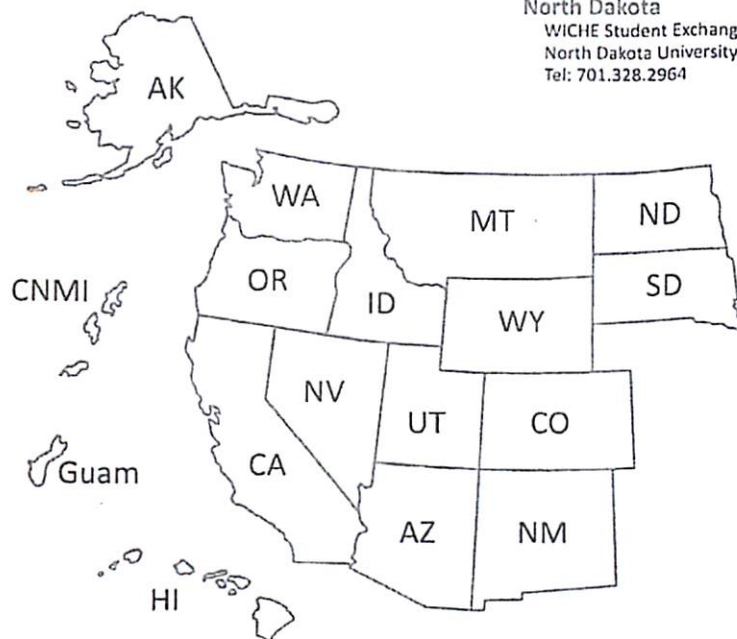 North Dakota
WICHE Student Exchang
North Dakota University
Tel: 701.328.2964
AK
WA
MT
ND
OR
ID
SD
CNMI
WY
NV
UT
CO
CA
Guam
AZ
NM
HI